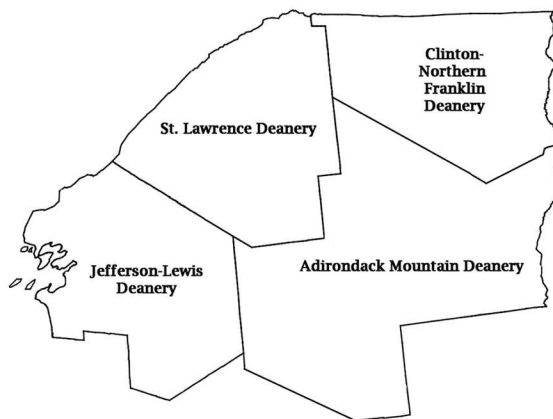 Clinton-
Northern
Franklin
Deanery
St. Lawrence Deanery
Adirondack Mountain Deanery
Jefferson-Lewis
Deanery